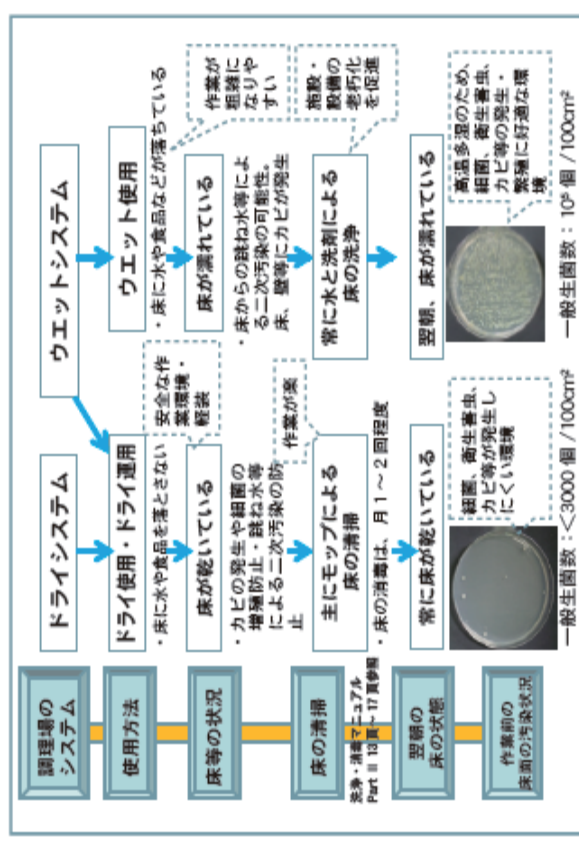 調理場の
システム
使用方法
床等の状況
床の清掃
洗浄・消毒マニュアル
Part Ⅱ 13頁~17頁参照
翌朝の
床の状態
作業前の
床面の汚染状況
ドライシステム
ドライ使用・ドライ運用
・床に水や食品を落とさない
安全な作
業環境・
軽装
床が乾いている
・カビの発生や細菌の
増殖防止・跳ね水等
による二次汚染の防
止
作業が楽
主にモップによる
床の清掃
・床の消毒は、月1~2回程度
常に床が乾いている
細菌、衛生害虫、
カビ等が発生し
にくい環境
一般生菌数:<3000個/100cm²
ウエットシステム
ウエット使用
・床に水や食品などが落ちている
作業が
粗雑に
なりや
すい
床が濡れている
・床からの跳ね水等によ
る二次汚染の可能性。
床、壁等にカビが発生
施設・
設備の
老朽化
を促進
常に水と洗剤による
床の洗浄
翌朝、床が濡れている
高温多湿のため、
細菌、衛生害虫、
カビ等の発生・
繁殖に好適な環
境
一般生菌数:10⁵個/100cm²